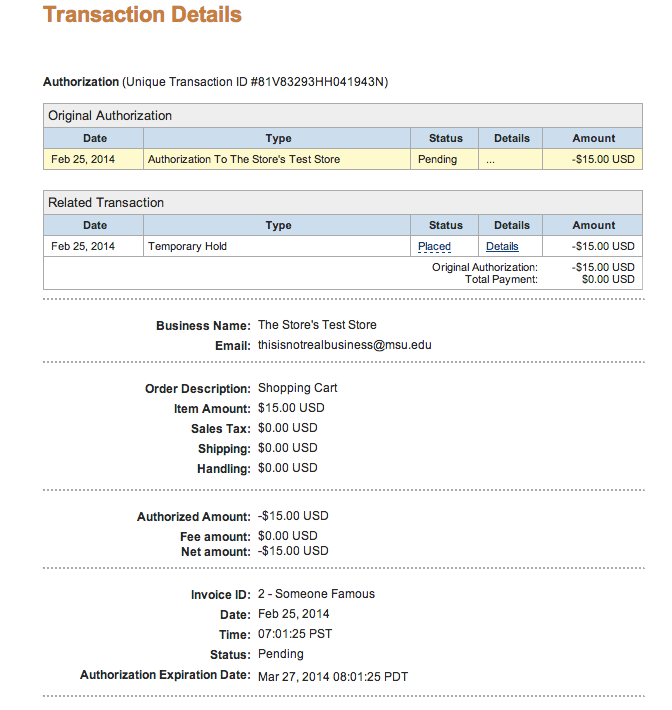 Transaction Details
Authorization (Unique Transaction ID #81V83293HH041943N)
Original Authorization
Date Type Status Details Amount
Feb 25, 2014 Authorization To The Store's Test Store Pending ... -$15.00 USD
Related Transaction
Date Type Status Details Amount
Feb 25, 2014 Temporary Hold Placed Details -$15.00 USD
Original Authorization: -$15.00 USD
Total Payment: $0.00 USD
Business Name: The Store's Test Store
Email: thisisnotrealbusiness@msu.edu
Order Description: Shopping Cart
Item Amount: $15.00 USD
Sales Tax: $0.00 USD
Shipping: $0.00 USD
Handling: $0.00 USD
Authorized Amount: -$15.00 USD
Fee amount: $0.00 USD
Net amount: -$15.00 USD
Invoice ID: 2 - Someone Famous
Date: Feb 25, 2014
Time: 07:01:25 PST
Status: Pending
Authorization Expiration Date: Mar 27, 2014 08:01:25 PDT